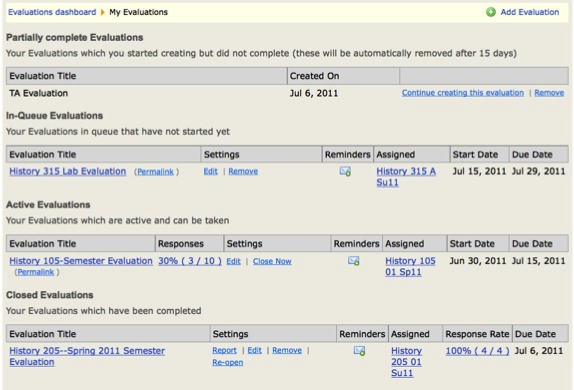 Evaluations dashboard My Evaluations Add Evaluation
Partially complete Evaluations
Your Evaluations which you started creating but did not complete (these will be automatically removed after 15 days)
Evaluation Title Created On
TA Evaluation Jul 6, 2011 Continue creating this evaluation | Remove
In-Queue Evaluations
Your Evaluations in queue that have not started yet
Evaluation Title Settings Reminders Assigned Start Date Due Date
History 315 Lab Evaluation (Permalink ) Edit | Remove History 315 A Jul 15, 2011 Jul 29, 2011
Su11
Active Evaluations
Your Evaluations which are active and can be taken
Evaluation Title Responses Settings Reminders Assigned Start Date Due Date
History 105-Semester Evaluation 30% ( 3 / 10 ) Edit | Close Now History 105 Jun 30, 2011 Jul 15, 2011
(Permalink ) 01 Sp11
Closed Evaluations
Your Evaluations which have been completed
Evaluation Title Settings Reminders Assigned Response Rate Due Date
History 205--Spring 2011 Semester Report | Edit | Remove | History 100% ( 4 / 4 ) Jul 6, 2011
Evaluation Re-open 205 01
Su11